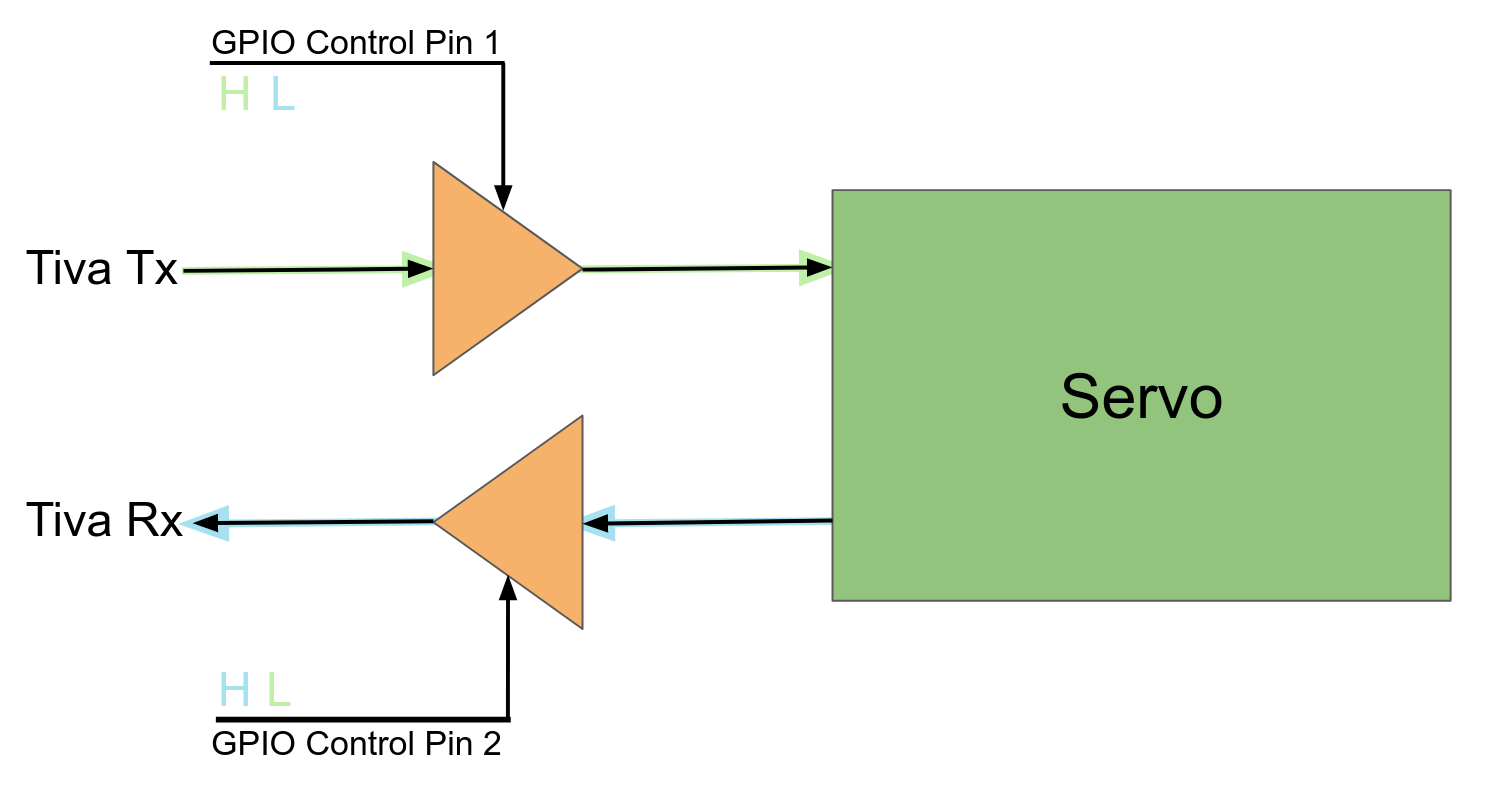 GPIO Control Pin 1
H L
Tiva Tx
Servo
Tiva Rx
H L
GPIO Control Pin 2